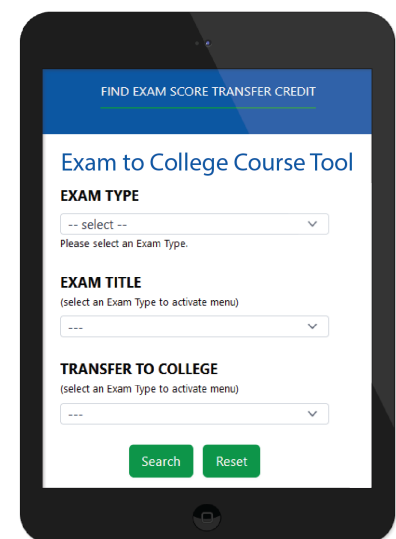 FIND EXAM SCORE TRANSFER CREDIT
Exam to College Course Tool
EXAM TYPE
-- select --
Please select an Exam Type.
EXAM TITLE
(select an Exam Type to activate menu)
---
TRANSFER TO COLLEGE
(select an Exam Type to activate menu)
---
Search Reset